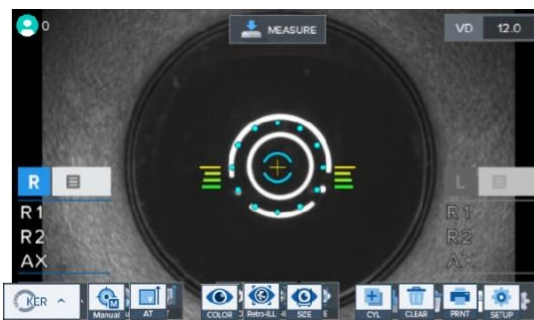 0
MEASURE
VD 12.0
R
L
R1
R2
AX
R1
R2
AX
KER
Manual
AT
COLOR
Retro-ILL
SIZE
CYL
CLEAR
PRINT
SETUP